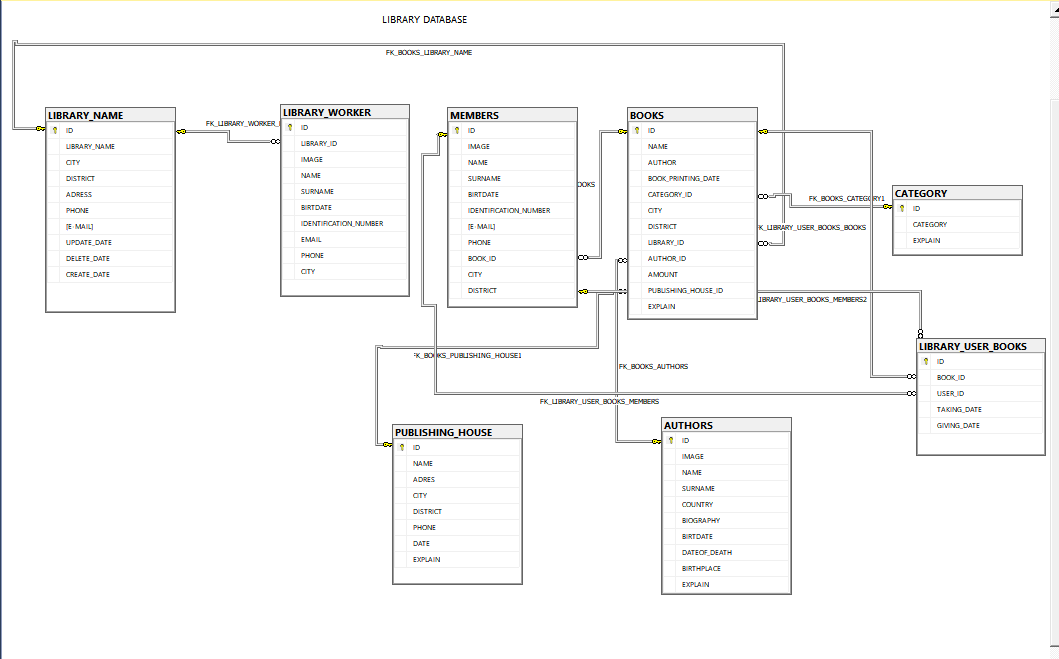 LIBRARY DATABASE
FK_BOOKS_LIBRARY_NAME
LIBRARY_NAME
ID
LIBRARY_NAME
CITY
DISTRICT
ADRESS
PHONE
[E-MAIL]
UPDATE_DATE
DELETE_DATE
CREATE_DATE
FK_LIBRARY_WORKER_
LIBRARY_WORKER
ID
LIBRARY_ID
IMAGE
NAME
SURNAME
BIRTDATE
IDENTIFICATION_NUMBER
EMAIL
PHONE
CITY
MEMBERS
ID
IMAGE
NAME
SURNAME
BIRTDATE
IDENTIFICATION_NUMBER
[E-MAIL]
PHONE
BOOK_ID
CITY
DISTRICT
OOKS
BOOKS
ID
NAME
AUTHOR
BOOK_PRINTING_DATE
CATEGORY_ID
CITY
DISTRICT
LIBRARY_ID
AUTHOR_ID
AMOUNT
PUBLISHING_HOUSE_ID
EXPLAIN
FK_BOOKS_CATEGORY1
FK_LIBRARY_USER_BOOKS_BOOKS
CATEGORY
ID
CATEGORY
EXPLAIN
LIBRARY_USER_BOOKS_MEMBERS2
LIBRARY_USER_BOOKS
ID
BOOK_ID
USER_ID
TAKING_DATE
GIVING_DATE
FK_BOOKS_PUBLISHING_HOUSE1
FK_BOOKS_AUTHORS
FK_LIBRARY_USER_BOOKS_MEMBERS
PUBLISHING_HOUSE
ID
NAME
ADRES
CITY
DISTRICT
PHONE
DATE
EXPLAIN
AUTHORS
ID
IMAGE
NAME
SURNAME
COUNTRY
BIOGRAPHY
BIRTDATE
DATEOF_DEATH
BIRTHPLACE
EXPLAIN